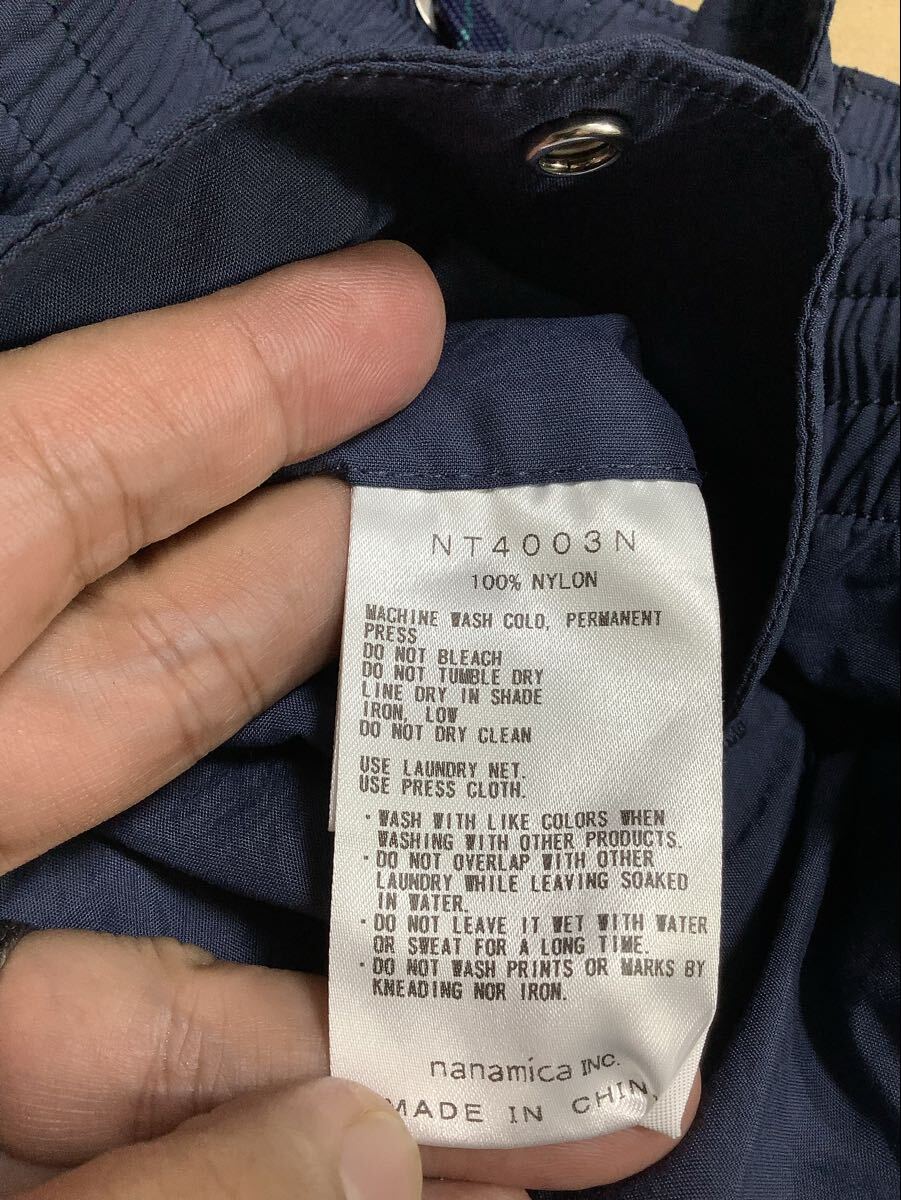 NT4003N
100% NYLON
MACHINE WASH COLD, PERMANENT
PRESS
DO NOT BLEACH
DO NOT TUMBLE DRY
LINE DRY IN SHADE
IRON, LOW
DO NOT DRY CLEAN
USE LAUNDRY NET.
USE PRESS CLOTH.
・WASH WITH LIKE COLORS WHEN
WASHING WITH OTHER PRODUCTS.
・DO NOT OVERLAP WITH OTHER
LAUNDRY WHILE LEAVING SOAKED
IN WATER.
・DO NOT LEAVE IT WET WITH WATER
OR SWEAT FOR A LONG TIME.
・DO NOT WASH PRINTS OR MARKS BY
KNEADING NOR IRON.
nanamica INC.
MADE IN CHIN